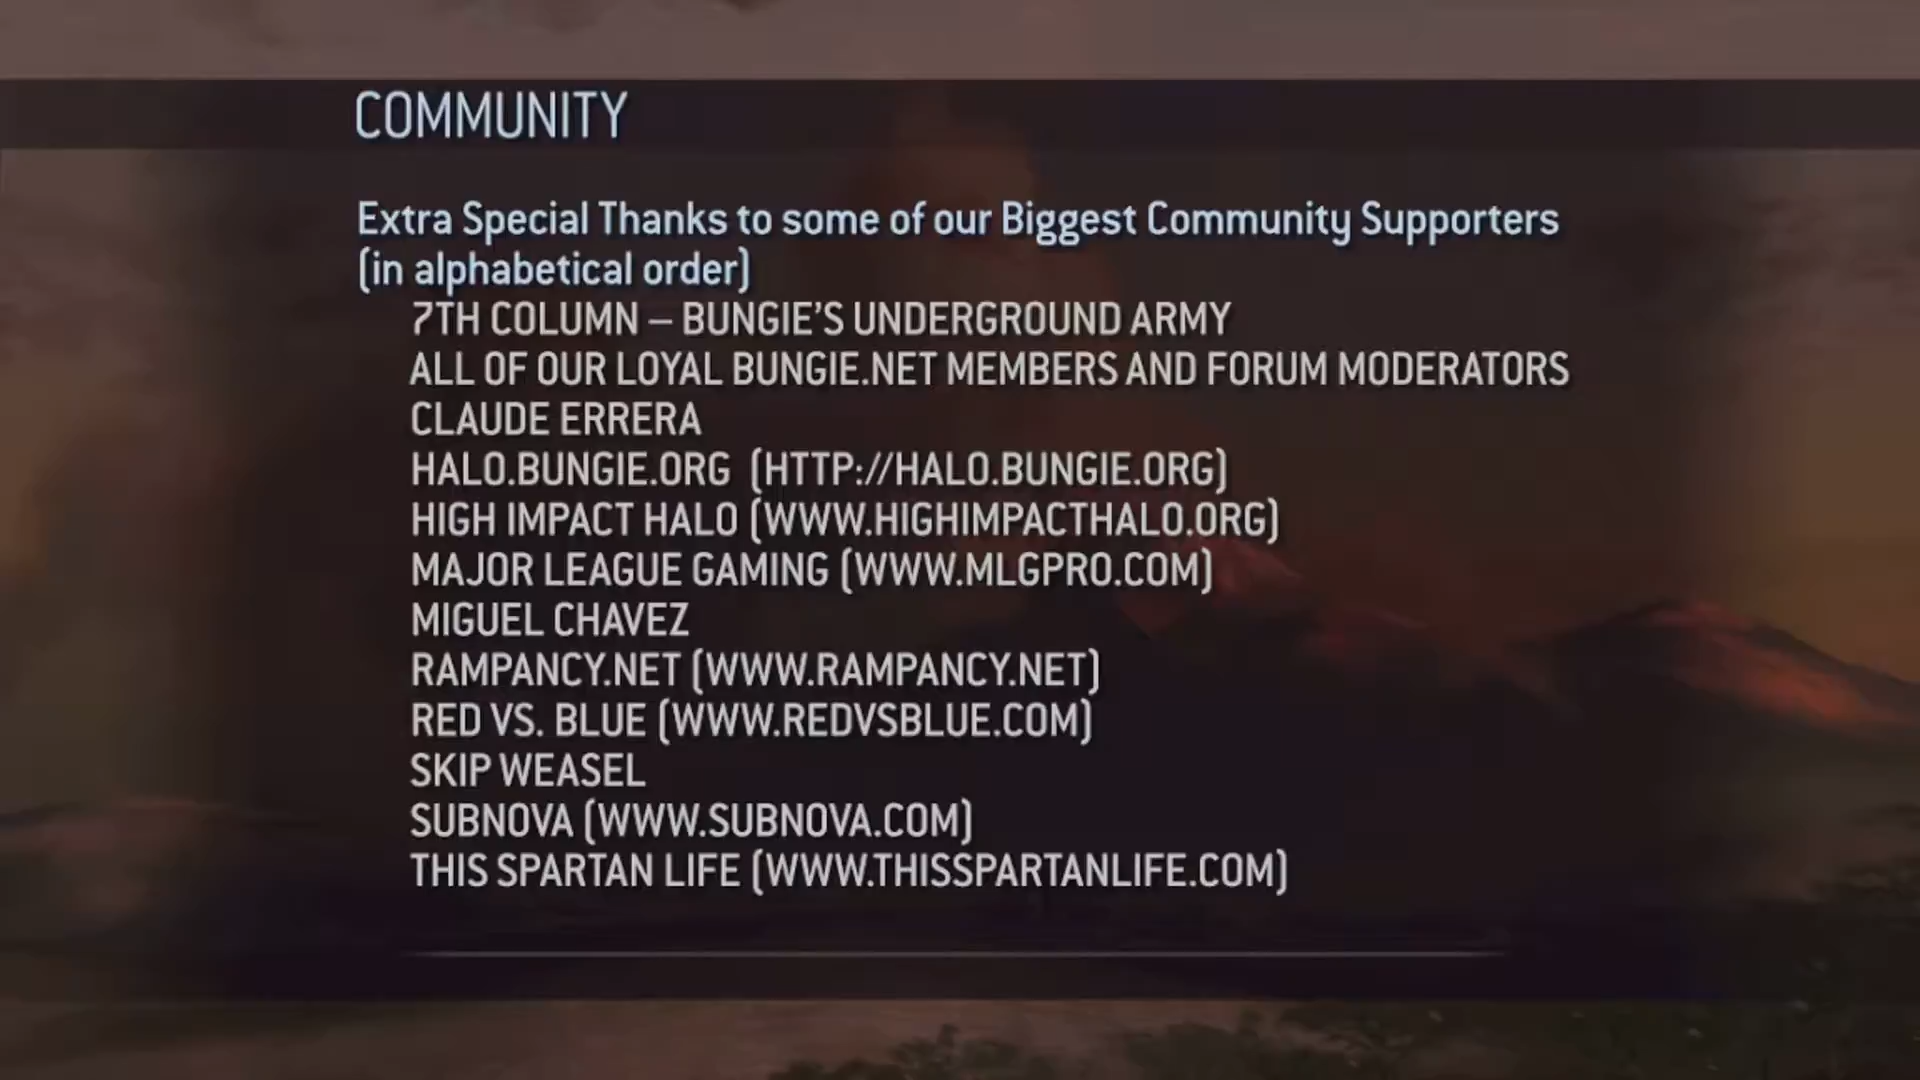 COMMUNITY
Extra Special Thanks to some of our Biggest Community Supporters
(in alphabetical order)
7TH COLUMN – BUNGIE'S UNDERGROUND ARMY
ALL OF OUR LOYAL BUNGIE.NET MEMBERS AND FORUM MODERATORS
CLAUDE ERRERA
HALO.BUNGIE.ORG  (HTTP://HALO.BUNGIE.ORG)
HIGH IMPACT HALO (WWW.HIGHIMPACTHALO.ORG)
MAJOR LEAGUE GAMING (WWW.MLGPRO.COM)
MIGUEL CHAVEZ
RAMPANCY.NET (WWW.RAMPANCY.NET)
RED VS. BLUE (WWW.REDVSBLUE.COM)
SKIP WEASEL
SUBNOVA (WWW.SUBNOVA.COM)
THIS SPARTAN LIFE (WWW.THISSPARTANLIFE.COM)